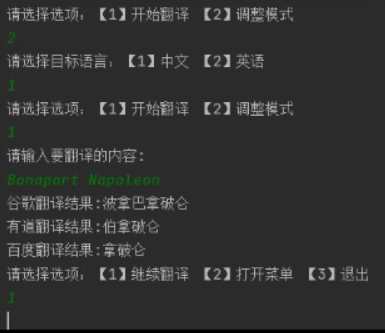 请选择选项：【1】开始翻译 【2】调整模式
2
请选择目标语言：【1】中文 【2】英语
1
请选择选项：【1】开始翻译 【2】调整模式
1
请输入要翻译的内容：
Bonapart Napoleon
谷歌翻译结果:波拿巴拿破仑
有道翻译结果:伯拿破仑
百度翻译结果:拿破仑
请选择选项：【1】继续翻译 【2】打开菜单 【3】退出
1